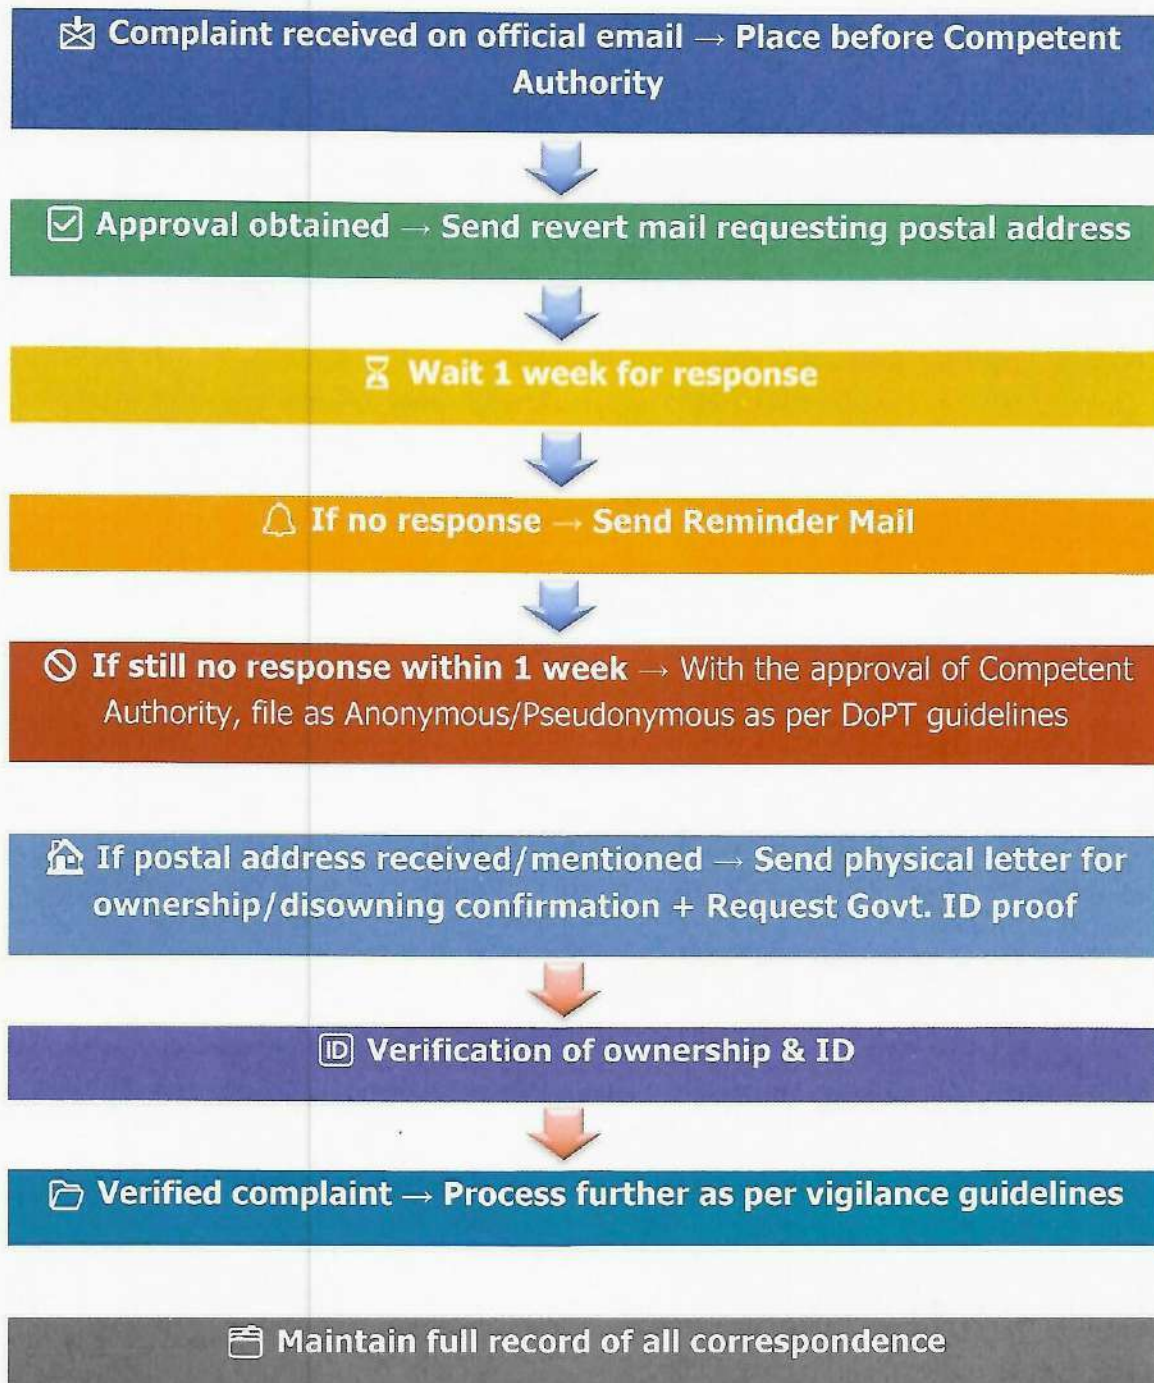 Complaint received on official email → Place before Competent
Authority
Approval obtained → Send revert mail requesting postal address
Wait 1 week for response
If no response → Send Reminder Mail
If still no response within 1 week → With the approval of Competent
Authority, file as Anonymous/Pseudonymous as per DoPT guidelines
If postal address received/mentioned → Send physical letter for
ownership/disowning confirmation + Request Govt. ID proof
ID Verification of ownership & ID
Verified complaint → Process further as per vigilance guidelines
Maintain full record of all correspondence